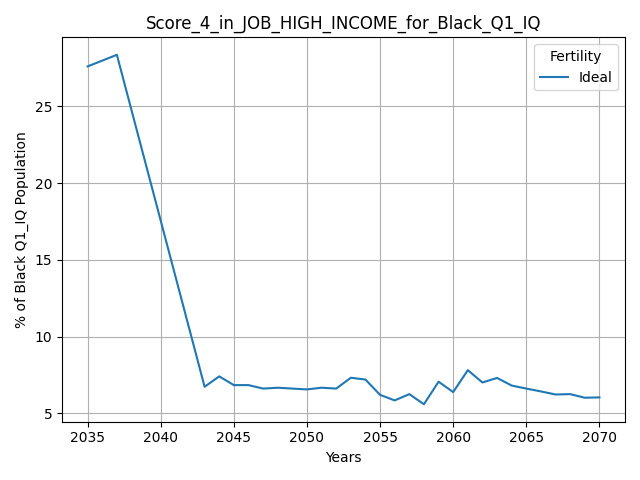 Score_4_in_JOB_HIGH_INCOME_for_Black_Q1_IQ
Fertility
Ideal
% of Black Q1_IQ Population
25
20
15
10
5
2035 2040 2045 2050 2055 2060 2065 2070
Years